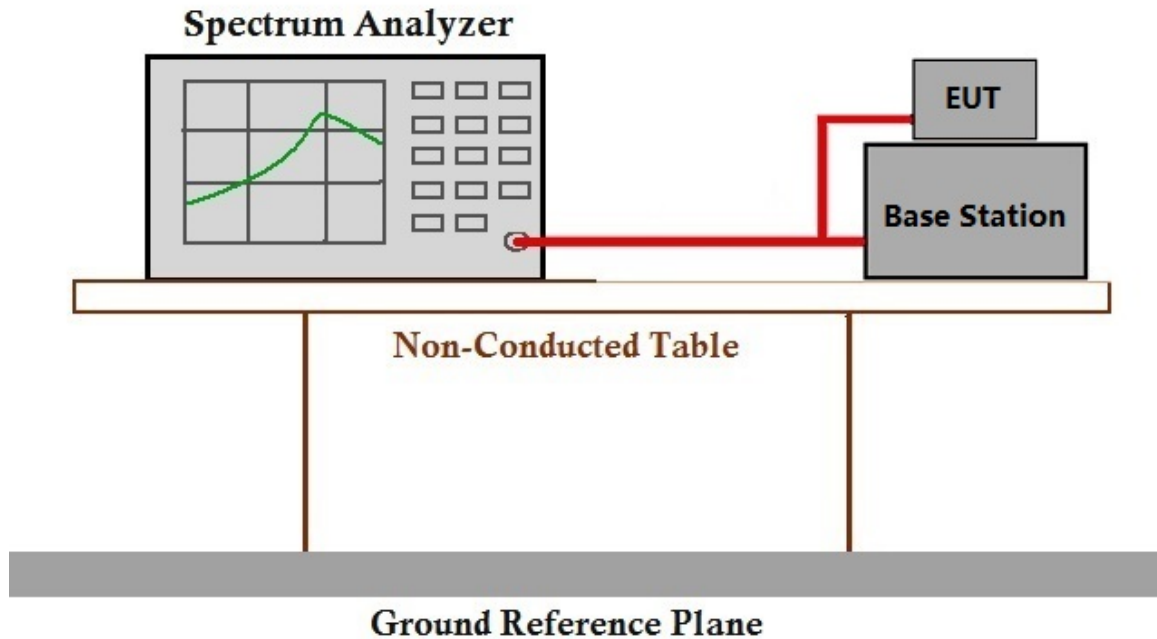 Spectrum Analyzer
EUT
Base Station
Non-Conducted Table
Ground Reference Plane